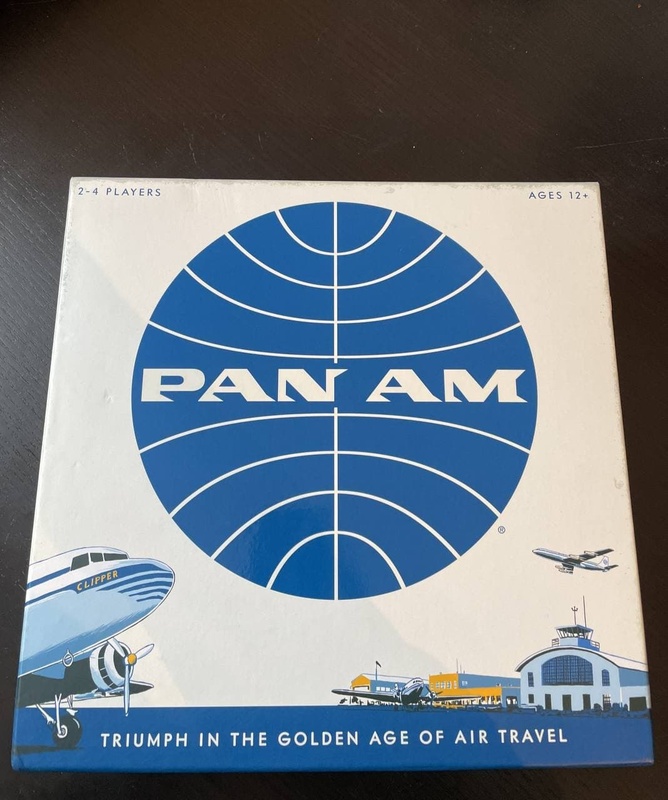 2-4 PLAYERS
AGES 12+
PAN AM
®
CLIPPER
TRIUMPH IN THE GOLDEN AGE OF AIR TRAVEL